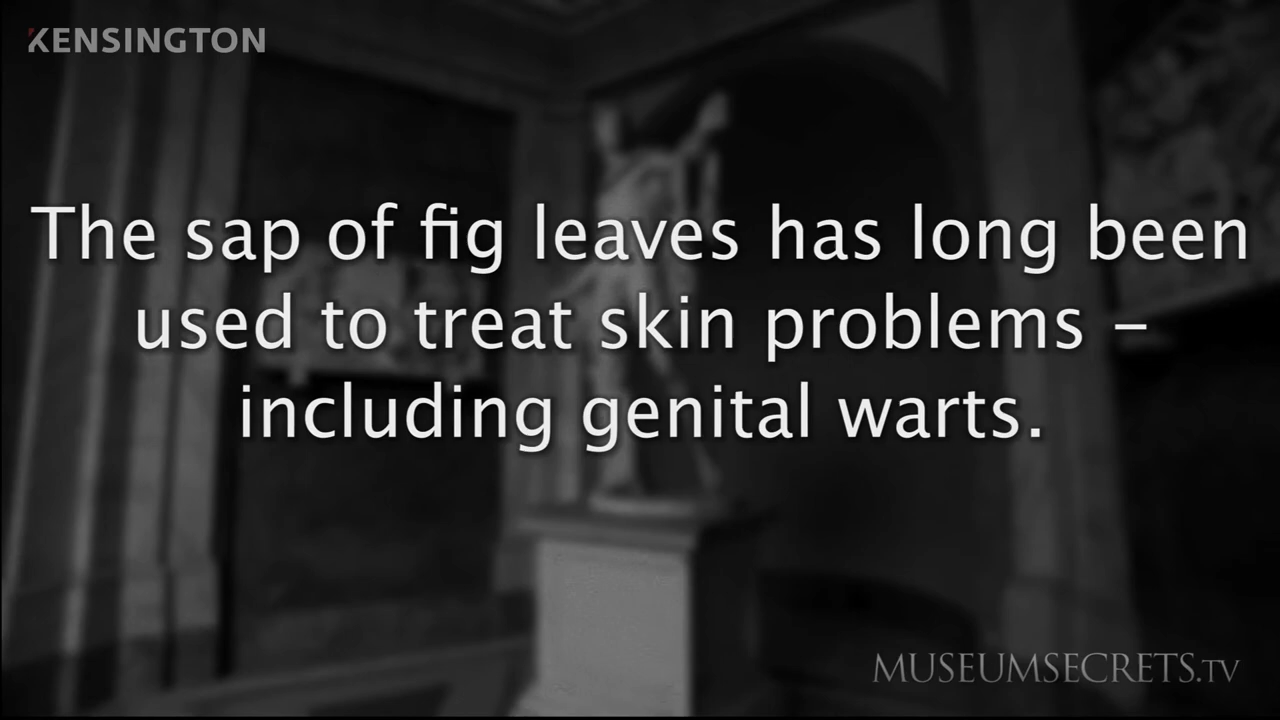 KENSINGTON
The sap of fig leaves has long been
used to treat skin problems –
including genital warts.
MUSEUMSECRETS.TV